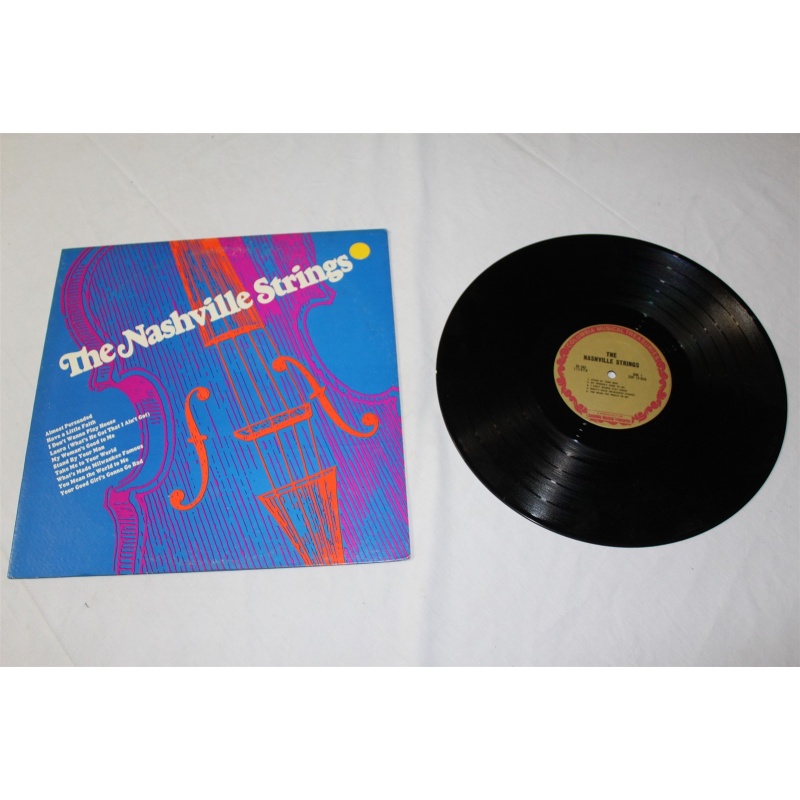 The Nashville Strings
Almost Persuaded
Have a Little Faith
I Don't Wanna Play House
Laura (What's He Got That I Ain't Got)
My Woman's Good to Me
Stand By Your Man
Take Me to Your World
What's Made Milwaukee Famous
You Mean the World to Me
Your Good Girl's Gonna Go Bad
THE
NASHVILLE STRINGS